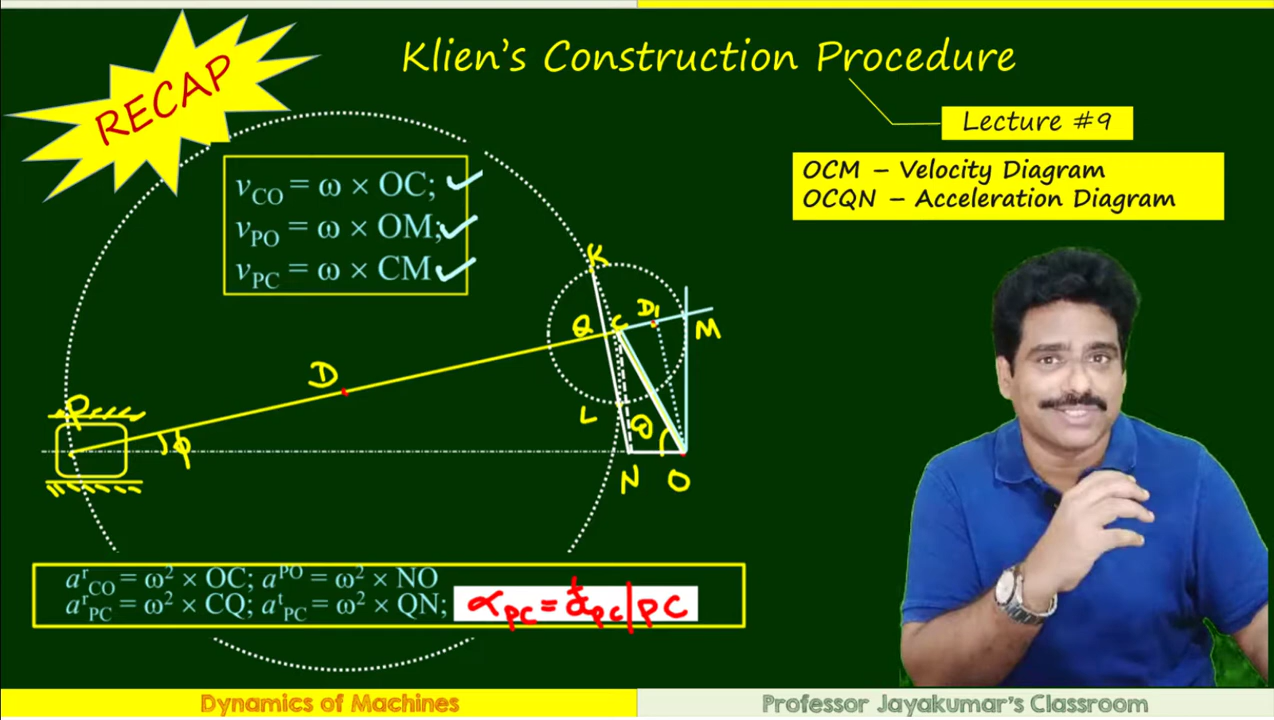 RECAP
Klien's Construction Procedure
Lecture #9
OCM – Velocity Diagram
OCQN – Acceleration Diagram
vCO = ω × OC;
vPO = ω × OM;
vPC = ω × CM
K
Q
C
D1
M
D
P
L
θ
φ
N
O
aʳCO = ω² × OC; aᴾᴼ = ω² × NO
aʳPC = ω² × CQ; aᵗPC = ω² × QN;
αPC = aᵗPC/PC
Dynamics of Machines
Professor Jayakumar's Classroom